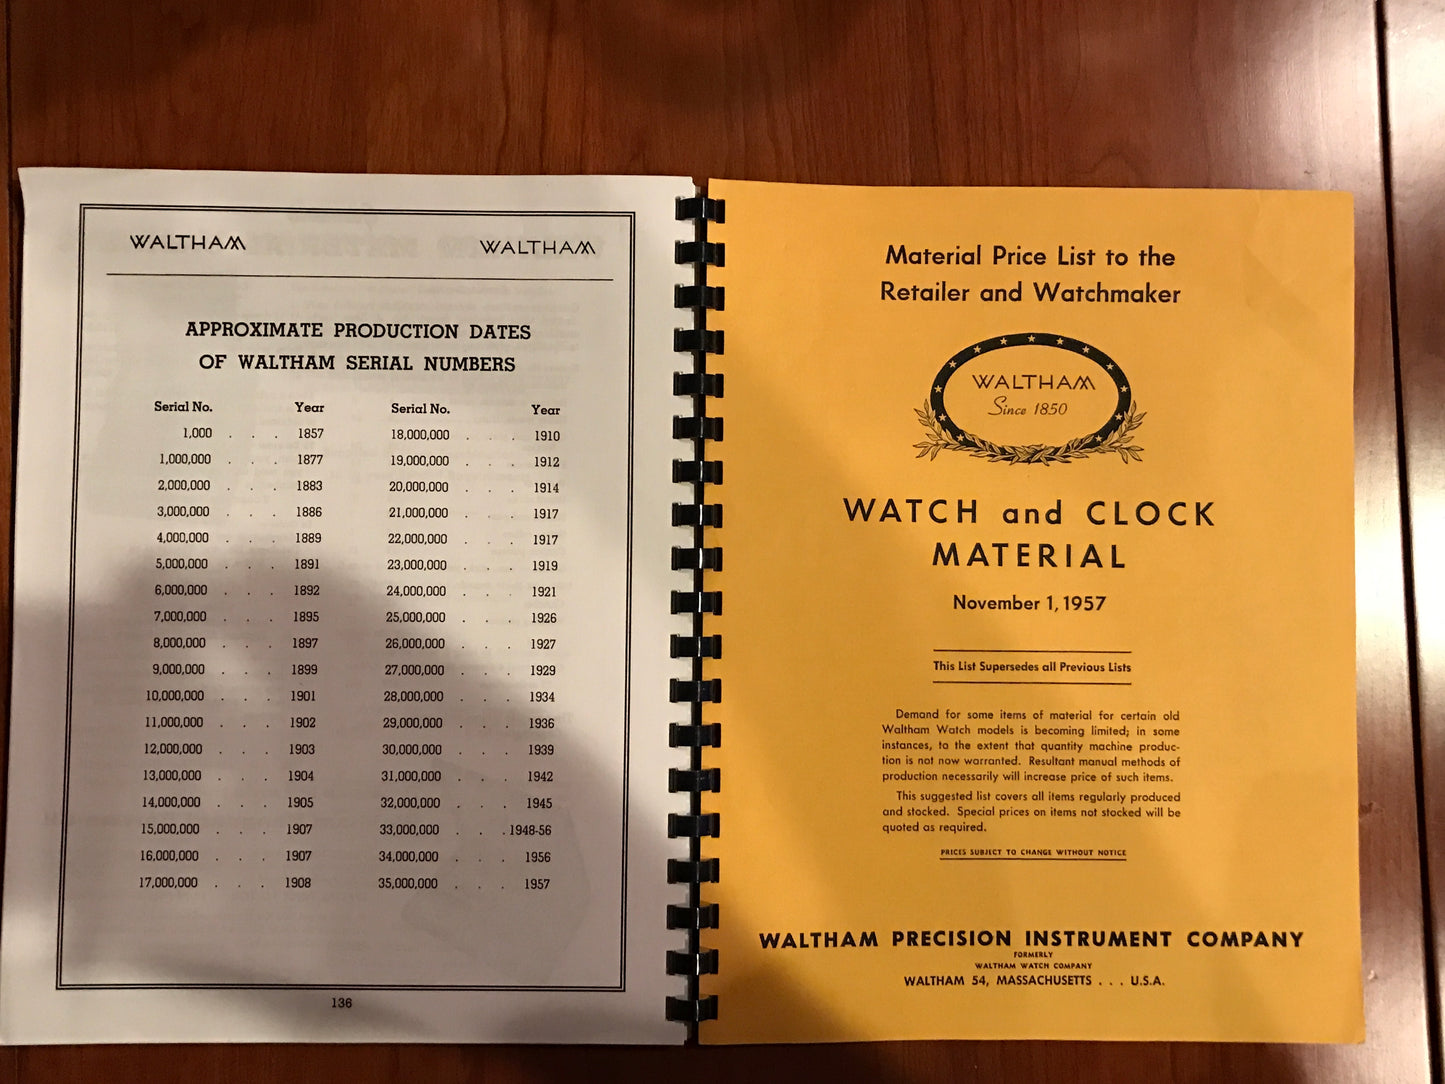 WALTHAM WALTHAM
APPROXIMATE PRODUCTION DATES
OF WALTHAM SERIAL NUMBERS
Serial No. Year Serial No. Year
1,000 . . . 1857 18,000,000 . . . 1910
1,000,000 . . . 1877 19,000,000 . . . 1912
2,000,000 . . . 1883 20,000,000 . . . 1914
3,000,000 . . . 1886 21,000,000 . . . 1917
4,000,000 . . . 1889 22,000,000 . . . 1917
5,000,000 . . . 1891 23,000,000 . . . 1919
6,000,000 . . . 1892 24,000,000 . . . 1921
7,000,000 . . . 1895 25,000,000 . . . 1926
8,000,000 . . . 1897 26,000,000 . . . 1927
9,000,000 . . . 1899 27,000,000 . . . 1929
10,000,000 . . . 1901 28,000,000 . . . 1934
11,000,000 . . . 1902 29,000,000 . . . 1936
12,000,000 . . . 1903 30,000,000 . . . 1939
13,000,000 . . . 1904 31,000,000 . . . 1942
14,000,000 . . . 1905 32,000,000 . . . 1945
15,000,000 . . . 1907 33,000,000 . . . 1948-56
16,000,000 . . . 1907 34,000,000 . . . 1956
17,000,000 . . . 1908 35,000,000 . . . 1957
136
Material Price List to the
Retailer and Watchmaker
WALTHAM
Since 1850
WATCH and CLOCK
MATERIAL
November 1, 1957
This List Supersedes all Previous Lists
Demand for some items of material for certain old
Waltham Watch models is becoming limited; in some
instances, to the extent that quantity machine produc-
tion is not now warranted. Resultant manual methods of
production necessarily will increase price of such items.
This suggested list covers all items regularly produced
and stocked. Special prices on items not stocked will be
quoted as required.
PRICES SUBJECT TO CHANGE WITHOUT NOTICE
WALTHAM PRECISION INSTRUMENT COMPANY
FORMERLY
WALTHAM WATCH COMPANY
WALTHAM 54, MASSACHUSETTS . . . U.S.A.